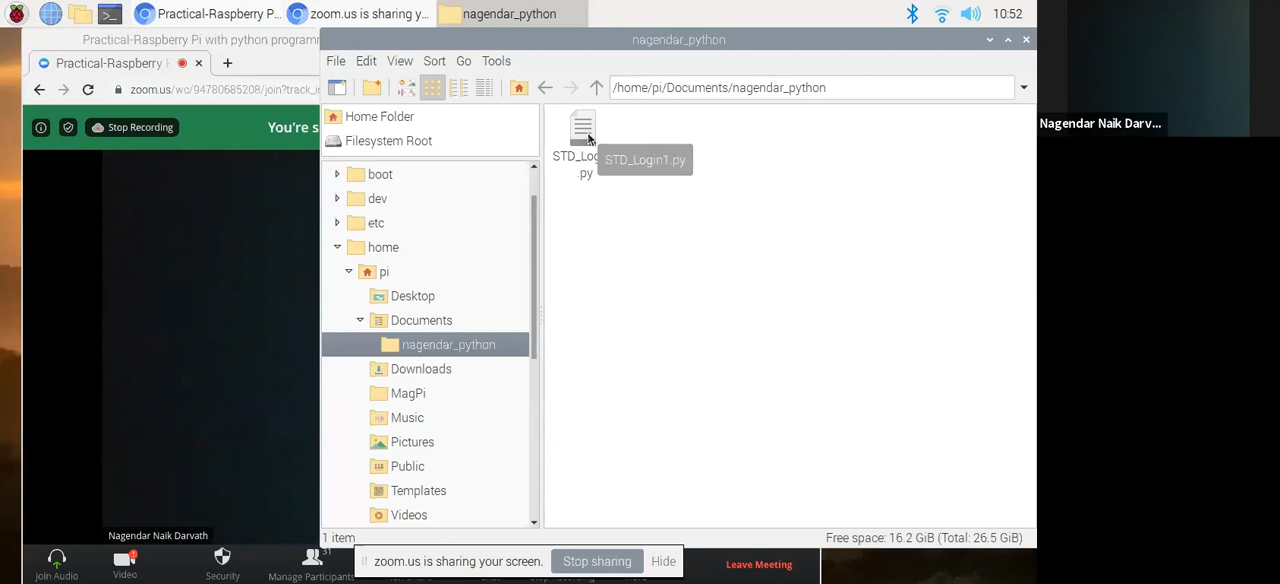 Practical-Raspberry P...
zoom.us is sharing y...
nagendar_python
10:52
Practical-Raspberry Pi with python programm
nagendar_python
Practical-Raspberry
File Edit View Sort Go Tools
zoom.us/wc/94780685208/join?track_i
/home/pi/Documents/nagendar_python
Stop Recording
You're s
Home Folder
Filesystem Root
boot
dev
etc
home
pi
Desktop
Documents
nagendar_python
Downloads
MagPi
Music
Pictures
Public
Templates
Videos
STD_Log
.py
STD_Login1.py
Nagendar Naik Darv...
1 item
Free space: 16.2 GiB (Total: 26.5 GiB)
Nagendar Naik Darvath
zoom.us is sharing your screen.
Stop sharing
Hide
Join Audio
Video
Security
Manage Participants
31
Leave Meeting